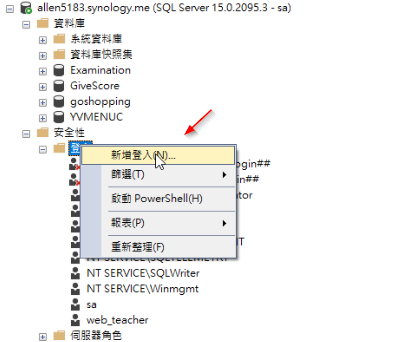 allen5183.synology.me (SQL Server 15.0.2095.3 - sa)
資料庫
系統資料庫
資料庫快照集
Examination
GiveScore
goshopping
YVMENUC
安全性
登
新增登入(N)...
ogin##
篩選(T)
in##
啟動 PowerShell(H)
ator
報表(P)
重新整理(F)
T
NT SERVICE\SQLTELEMETRY
NT SERVICE\SQLWriter
NT SERVICE\Winmgmt
sa
web_teacher
伺服器角色